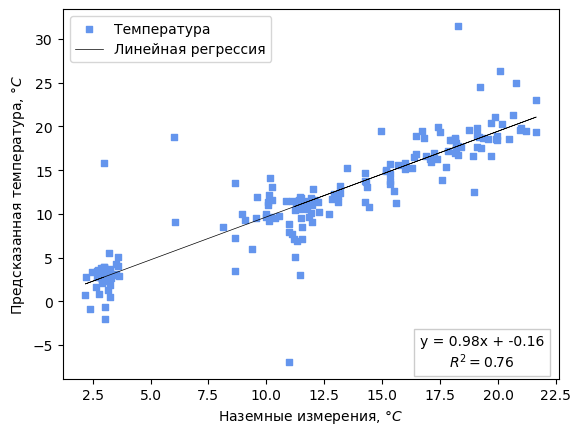 Температура
Линейная регрессия
Предсказанная температура, °C
30
25
20
15
10
5
0
−5
y = 0.98x + -0.16
R² = 0.76
2.5 5.0 7.5 10.0 12.5 15.0 17.5 20.0 22.5
Наземные измерения, °C